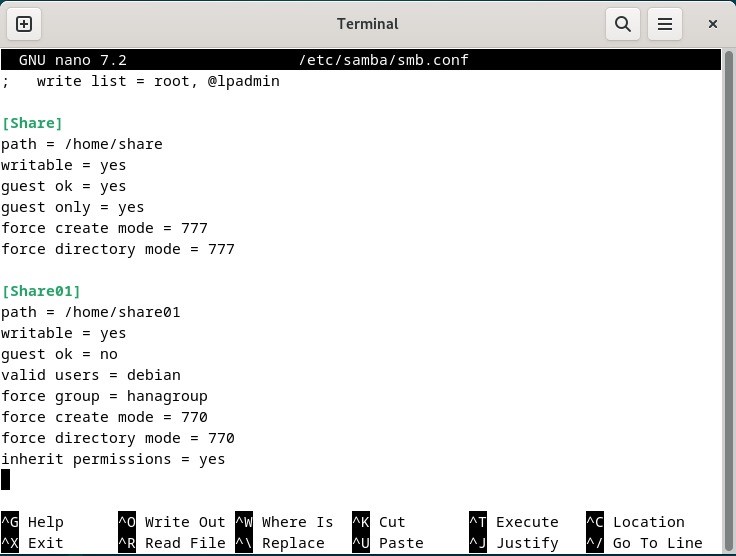 Terminal
GNU nano 7.2 /etc/samba/smb.conf
;   write list = root, @lpadmin
[Share]
path = /home/share
writable = yes
guest ok = yes
guest only = yes
force create mode = 777
force directory mode = 777
[Share01]
path = /home/share01
writable = yes
guest ok = no
valid users = debian
force group = hanagroup
force create mode = 770
force directory mode = 770
inherit permissions = yes
^G Help ^O Write Out ^W Where Is ^K Cut ^T Execute ^C Location
^X Exit ^R Read File ^\ Replace ^U Paste ^J Justify ^/ Go To Line